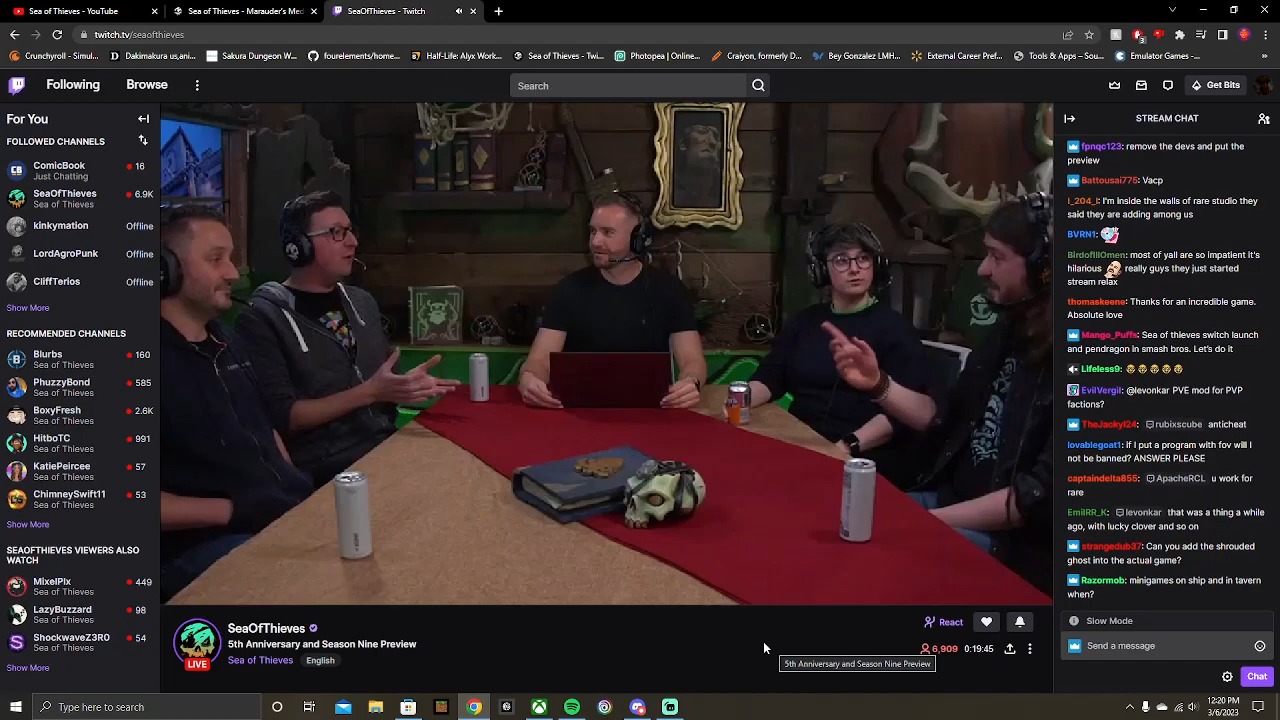 Sea of Thieves - YouTube
Sea of Thieves - Marauder's Med
SeaOfThieves - Twitch
twitch.tv/seaofthieves
Crunchyroll - Simul...
Dakimakura us,ani...
Sakura Dungeon W...
fourelements/home...
Half-Life: Alyx Wor...
Sea of Thieves - Twi...
Photopea | Online...
Craiyon, formerly D...
Bey Gonzalez LMH...
External Career Pref...
Tools & Apps – Sou...
Emulator Games -...
Following
Browse
Search
Get Bits
For You
FOLLOWED CHANNELS
ComicBook
16
Just Chatting
SeaOfThieves
6.9K
Sea of Thieves
kinkymation
Offline
LordAgroPunk
Offline
CliffTerios
Offline
Show More
RECOMMENDED CHANNELS
Blurbs
160
Sea of Thieves
PhuzzyBond
585
Sea of Thieves
BoxyFresh
2.6K
Sea of Thieves
HitboTC
991
Sea of Thieves
KatiePeircee
57
Sea of Thieves
ChimneySwift11
53
Sea of Thieves
Show More
SEAOFTHIEVES VIEWERS ALSO
WATCH
MixelPix
449
Sea of Thieves
LazyBuzzard
98
Sea of Thieves
ShockwaveZ3R0
54
Sea of Thieves
Show More
LIVE
SeaOfThieves
5th Anniversary and Season Nine Preview
Sea of Thieves
English
React
6,909
0:19:45
5th Anniversary and Season Nine Preview
STREAM CHAT
fpnqc123: remove the devs and put the
preview
Battousai775: Vacp
I_204_I: I'm inside the walls of rare studio they
said they are adding among us
BVRN1:
BirdofIllOmen: most of yall are so impatient it's
hilarious really guys they just started
stream relax
thomaskeene: Thanks for an incredible game.
Absolute love
Mango_Puffs: Sea of thieves switch launch
and pendragon in smash bros. Let's do it
Lifeless9:
EvilVergil: @levonkar PVE mod for PVP
factions?
TheJackyl24: rubixscube anticheat
lovablegoat1: If I put a program with fov will I
not be banned? ANSWER PLEASE
captaindelta855: ApacheRCL u work for
rare
EmilRR_K: levonkar that was a thing a while
ago, with lucky clover and so on
strangedub37: Can you add the shrouded
ghost into the actual game?
Razormob: minigames on ship and in tavern
when?
Slow Mode
Send a message
Chat
Type here to search
12:20 PM
3/6/2023